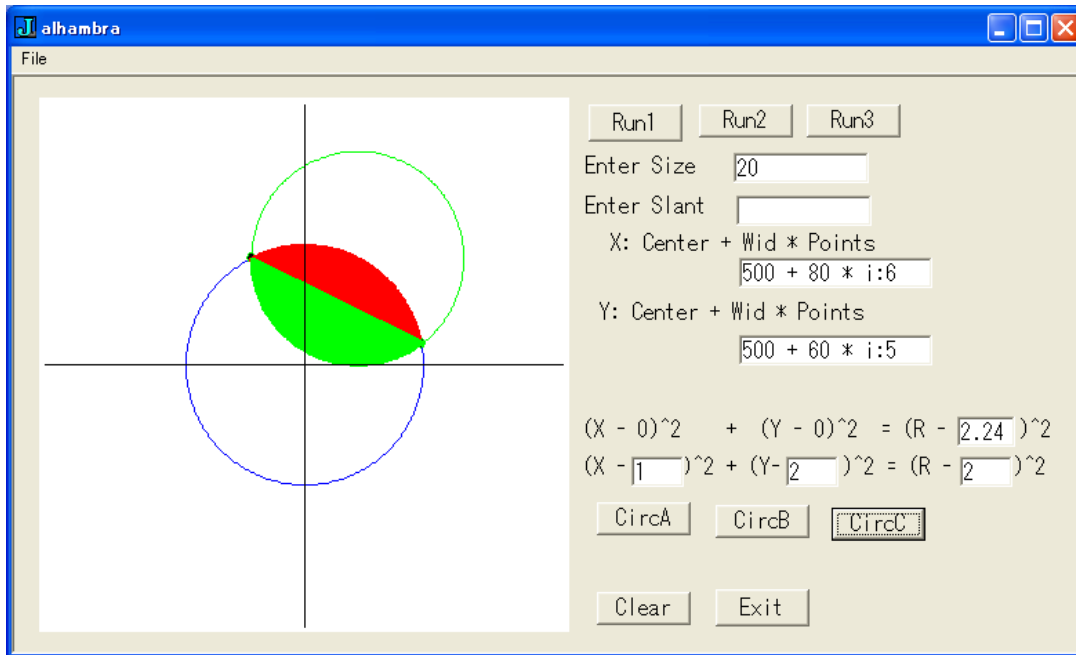 alhambra
File
Run1 Run2 Run3
Enter Size 20
Enter Slant
X: Center + Wid * Points
500 + 80 * i:6
Y: Center + Wid * Points
500 + 60 * i:5
(X - 0)^2 + (Y - 0)^2 = (R - 2.24 )^2
(X - 1 )^2 + (Y- 2 )^2 = (R - 2 )^2
CircA CircB CircC
Clear Exit